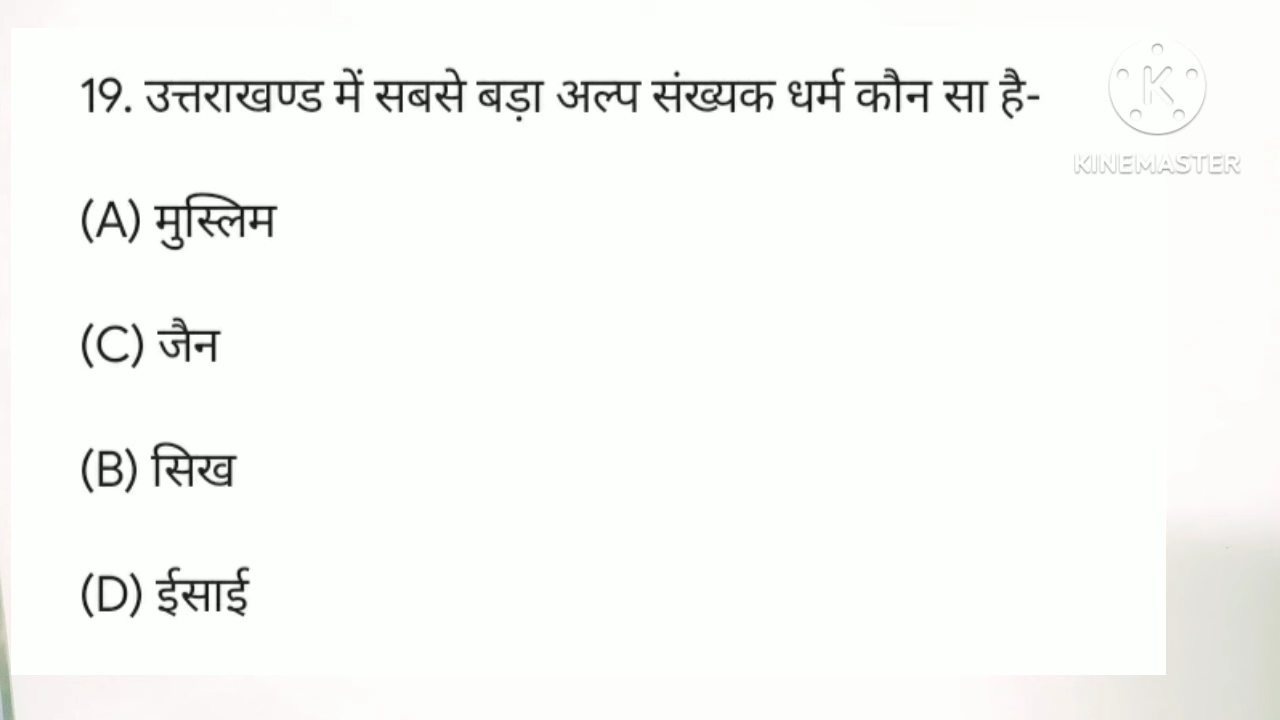 19. उत्तराखण्ड में सबसे बड़ा अल्प संख्यक धर्म कौन सा है-
(A) मुस्लिम
(C) जैन
(B) सिख
(D) ईसाई
K
KINEMASTER